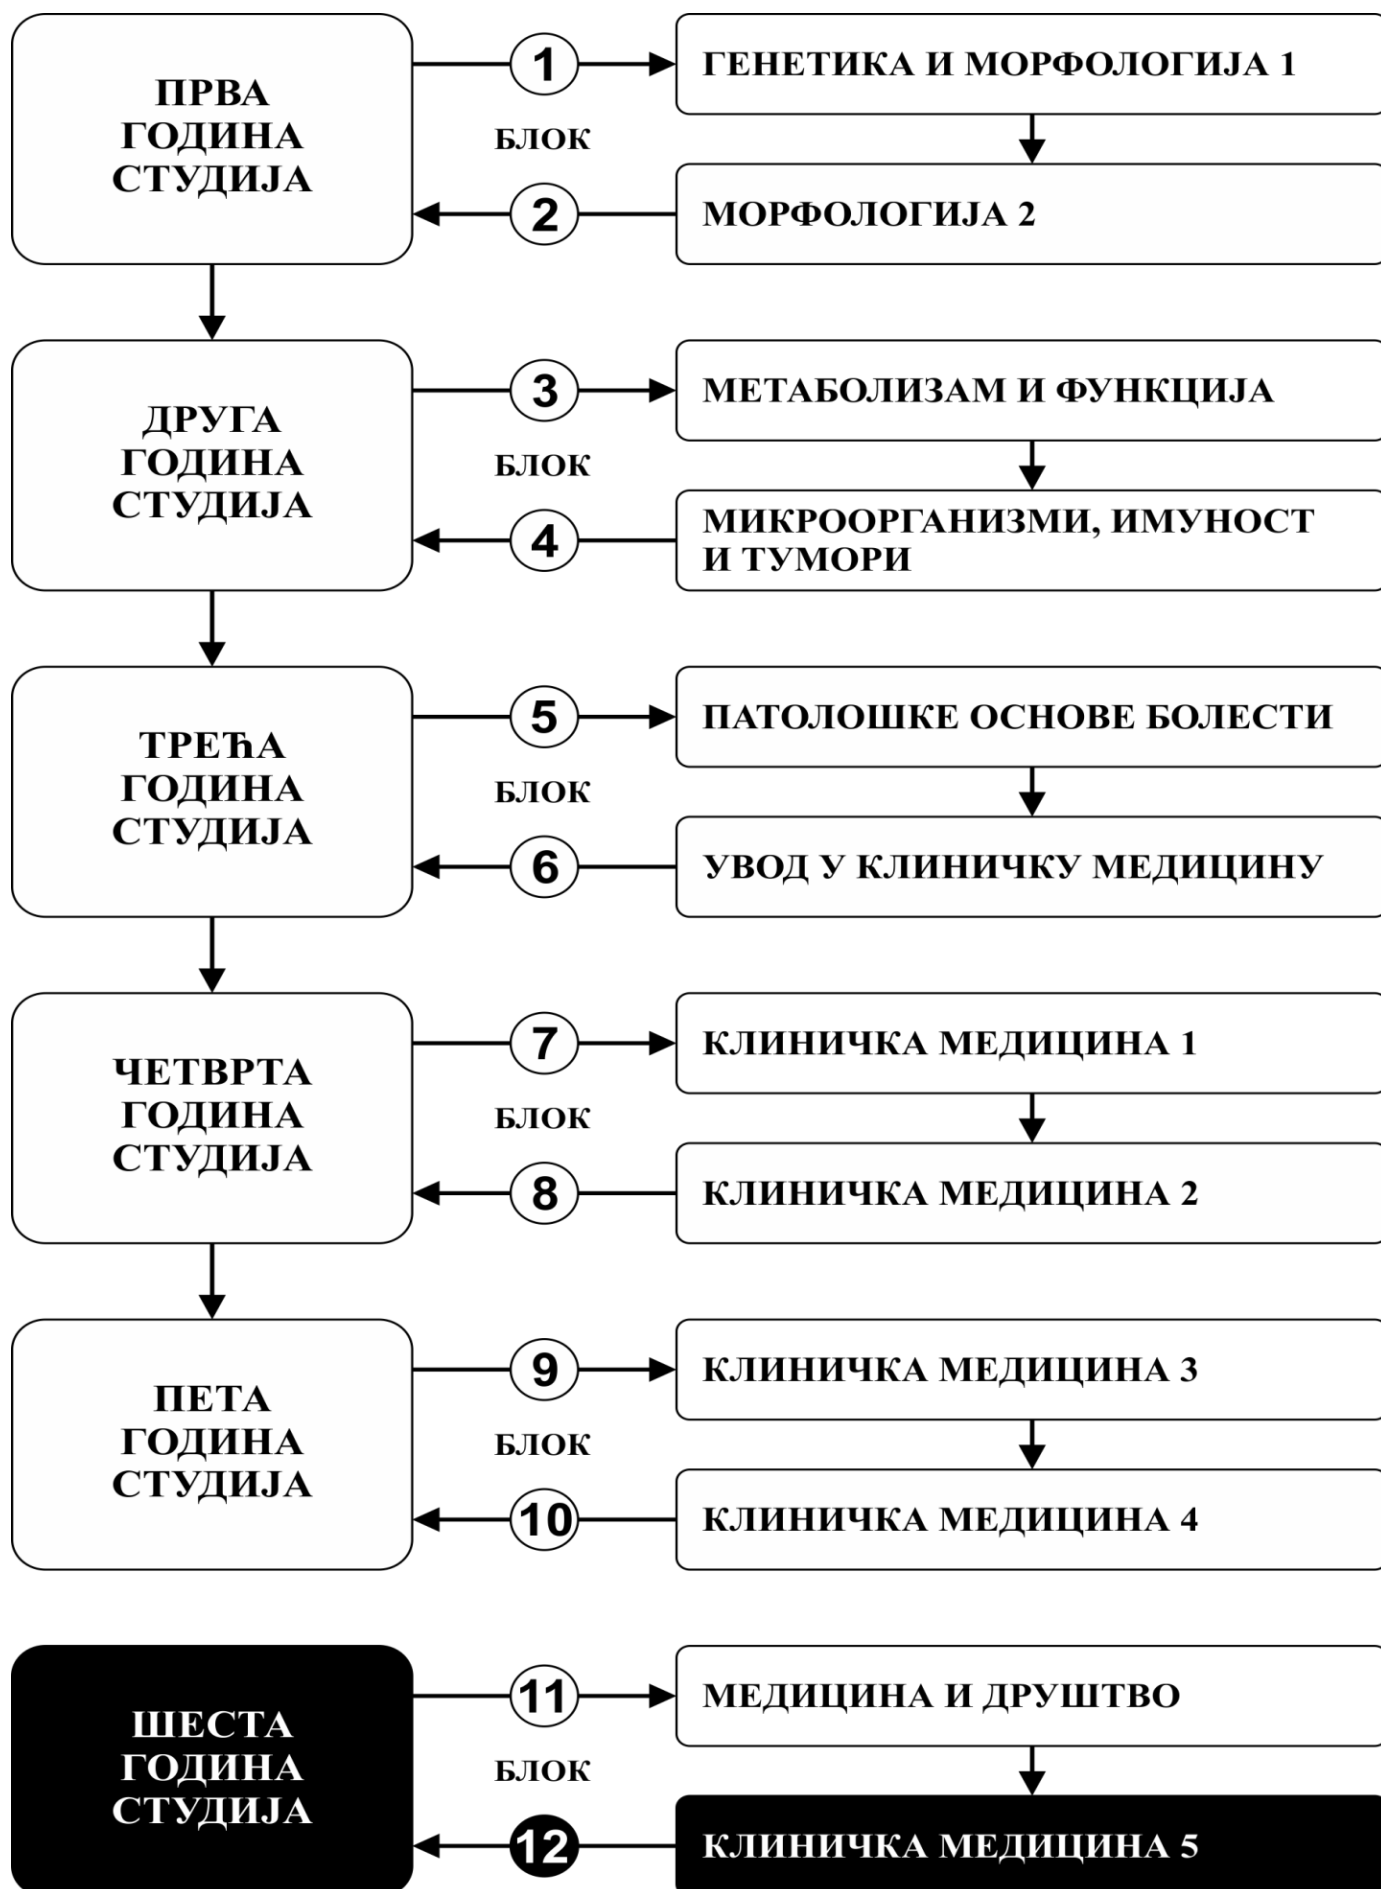 ПРВА
ГОДИНА
СТУДИЈА
1
БЛОК
2
ГЕНЕТИКА И МОРФОЛОГИЈА 1
МОРФОЛОГИЈА 2
ДРУГА
ГОДИНА
СТУДИЈА
3
БЛОК
4
МЕТАБОЛИЗАМ И ФУНКЦИЈА
МИКРООРГАНИЗМИ, ИМУНОСТ
И ТУМОРИ
ТРЕЋА
ГОДИНА
СТУДИЈА
5
БЛОК
6
ПАТОЛОШКЕ ОСНОВЕ БОЛЕСТИ
УВОД У КЛИНИЧКУ МЕДИЦИНУ
ЧЕТВРТА
ГОДИНА
СТУДИЈА
7
БЛОК
8
КЛИНИЧКА МЕДИЦИНА 1
КЛИНИЧКА МЕДИЦИНА 2
ПЕТА
ГОДИНА
СТУДИЈА
9
БЛОК
10
КЛИНИЧКА МЕДИЦИНА 3
КЛИНИЧКА МЕДИЦИНА 4
ШЕСТА
ГОДИНА
СТУДИЈА
11
БЛОК
12
МЕДИЦИНА И ДРУШТВО
КЛИНИЧКА МЕДИЦИНА 5